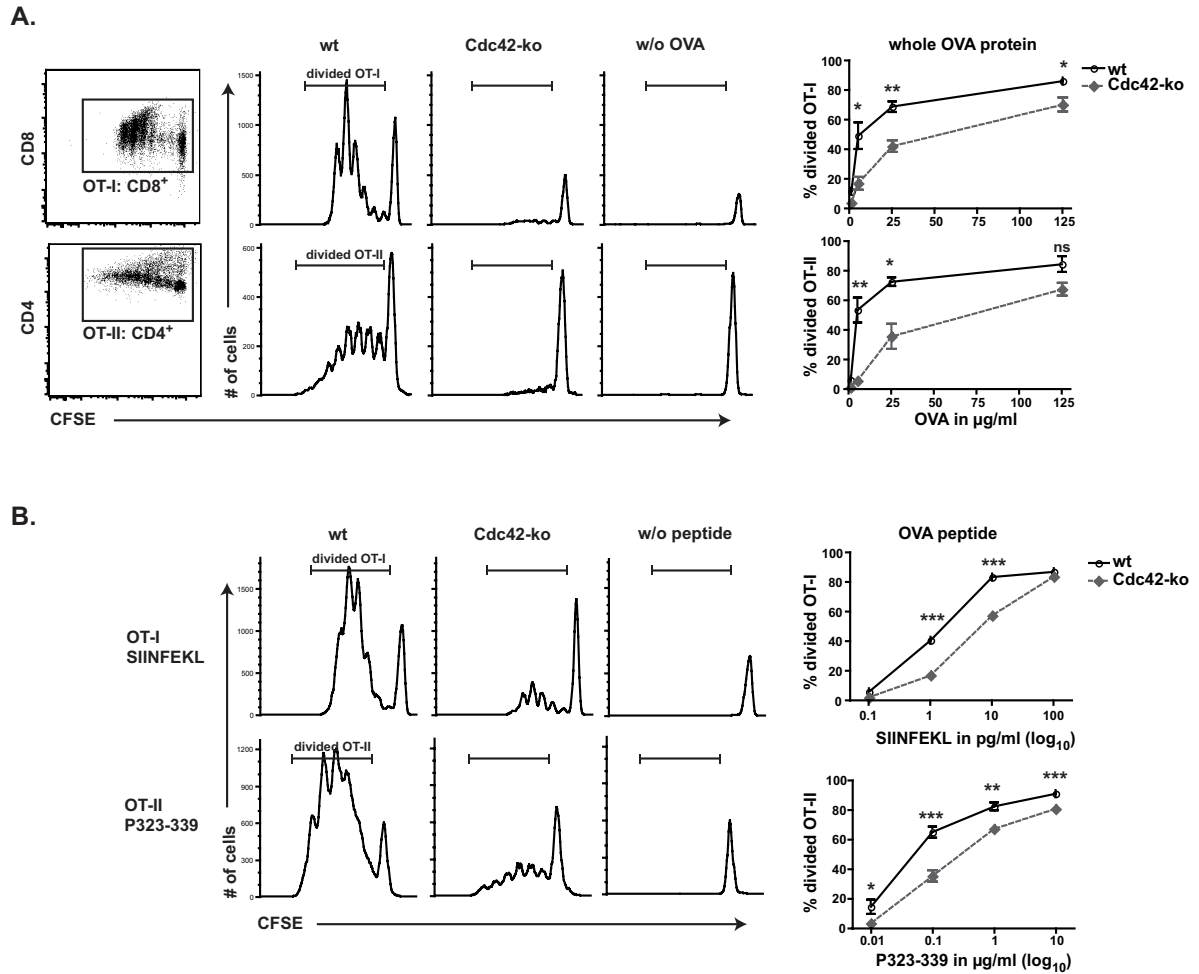 A.
wt
Cdc42-ko
w/o OVA
whole OVA protein
CD8
OT-I: CD8+
divided OT-I
1500
1000
500
0
% divided OT-I
100
80
60
40
20
0
*
**
*
wt
Cdc42-ko
0 25 50 75 100 125
CD4
OT-II: CD4+
# of cells
divided OT-II
600
400
200
0
% divided OT-II
100
80
60
40
20
0
**
*
ns
0 25 50 75 100 125
CFSE
OVA in µg/ml
B.
wt
Cdc42-ko
w/o peptide
OVA peptide
OT-I
SIINFEKL
divided OT-I
1500
1000
500
0
% divided OT-I
100
80
60
40
20
0
***
***
wt
Cdc42-ko
0.1 1 10 100
SIINFEKL in pg/ml (log10)
OT-II
P323-339
# of cells
divided OT-II
1200
900
600
300
0
% divided OT-II
100
80
60
40
20
0
*
***
**
***
0.01 0.1 1 10
CFSE
P323-339 in µg/ml (log10)